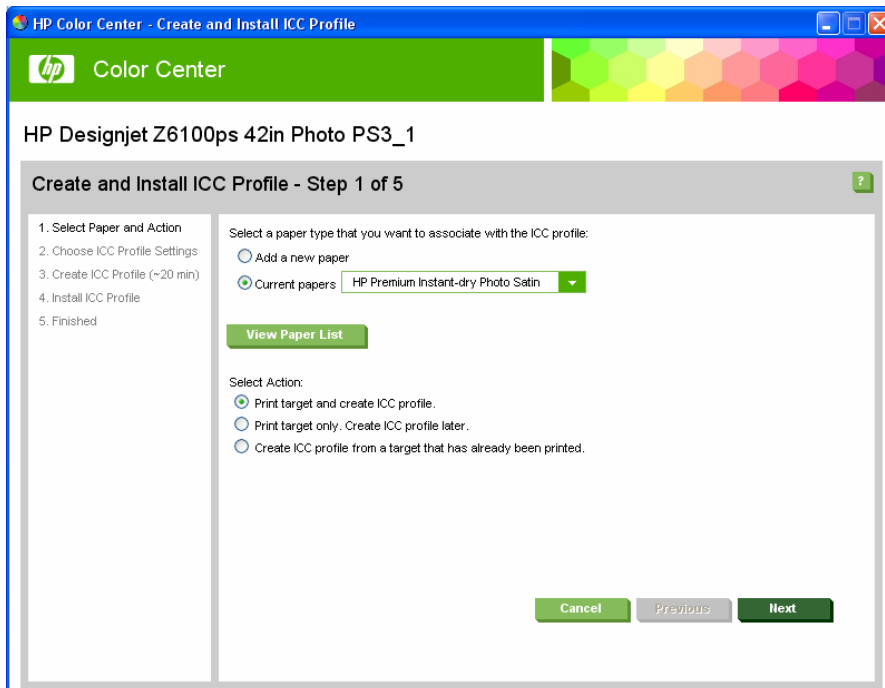 HP Color Center - Create and Install ICC Profile
hp Color Center
HP Designjet Z6100ps 42in Photo PS3_1
Create and Install ICC Profile - Step 1 of 5
?
1. Select Paper and Action
2. Choose ICC Profile Settings
3. Create ICC Profile (~20 min)
4. Install ICC Profile
5. Finished
Select a paper type that you want to associate with the ICC profile:
Add a new paper
Current papers HP Premium Instant-dry Photo Satin
View Paper List
Select Action:
Print target and create ICC profile.
Print target only. Create ICC profile later.
Create ICC profile from a target that has already been printed.
Cancel Previous Next